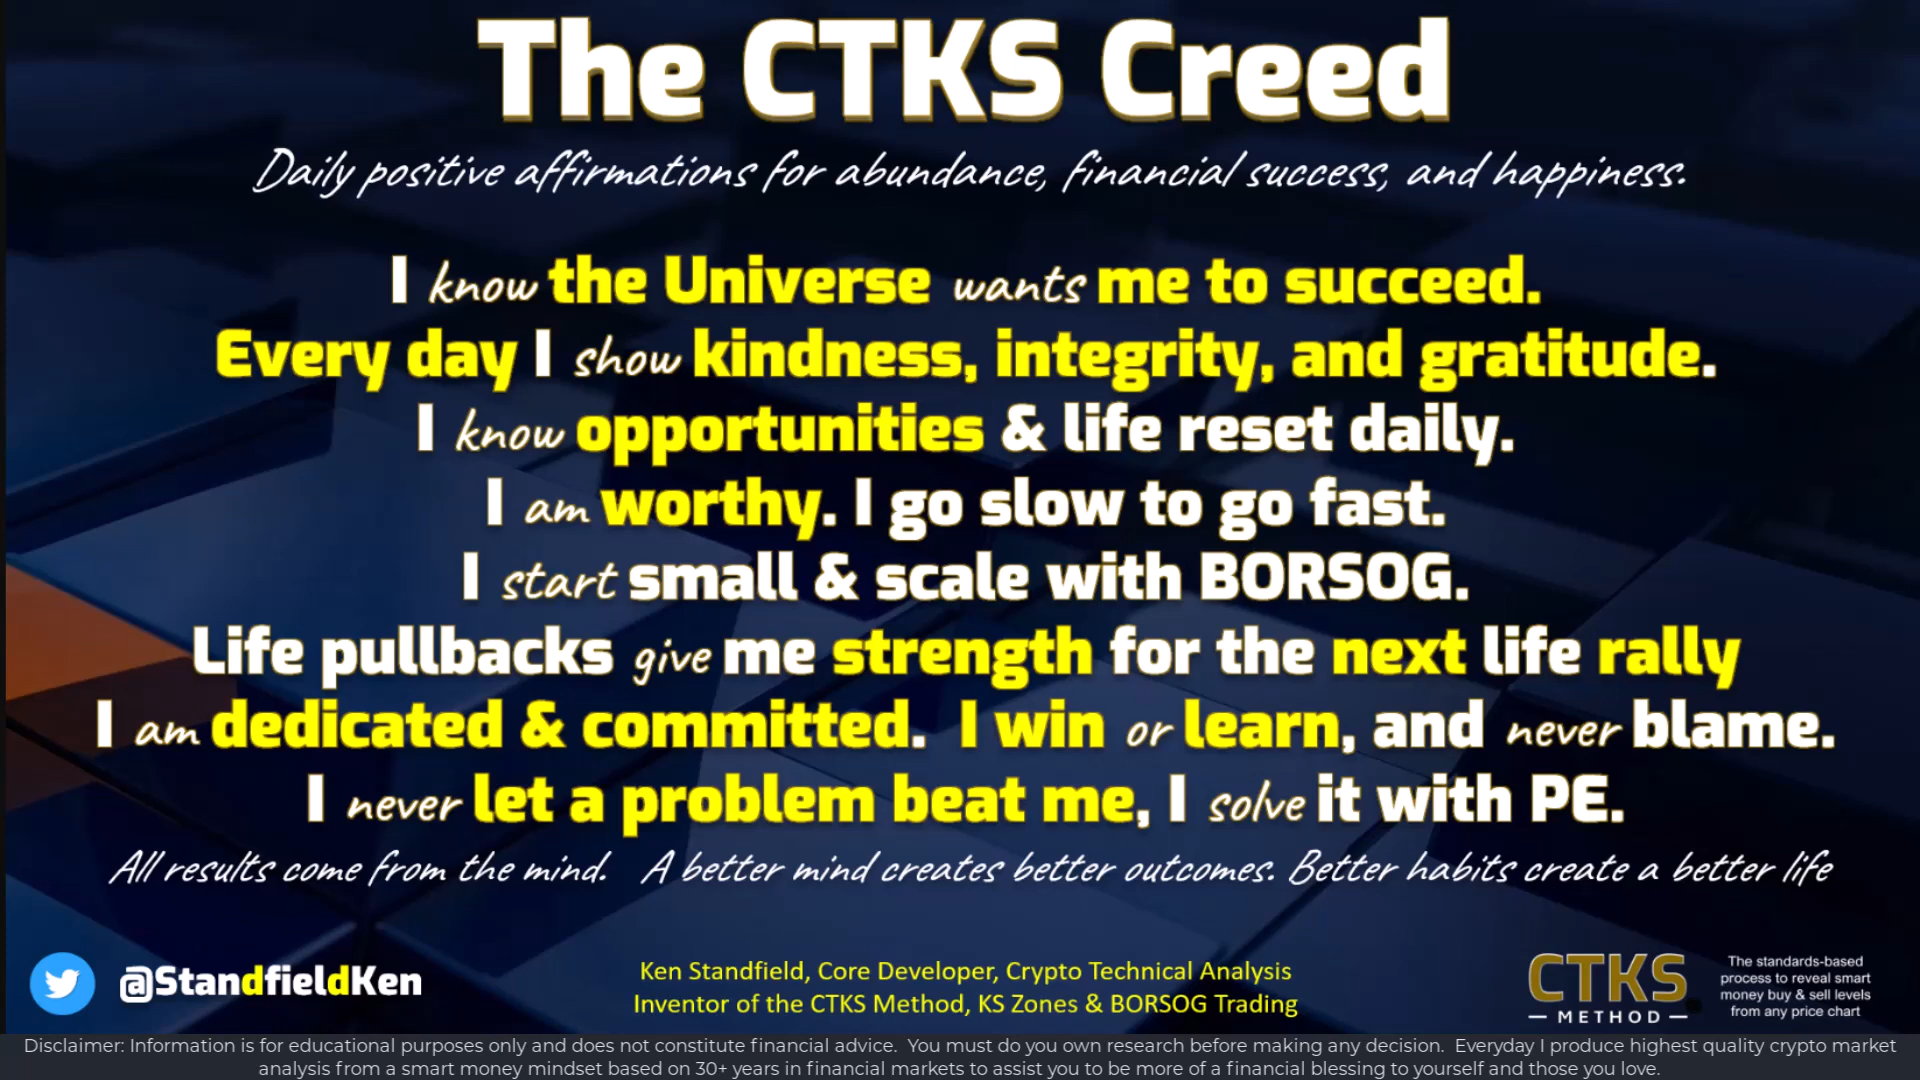 The CTKS Creed
Daily positive affirmations for abundance, financial success, and happiness.
I know the Universe wants me to succeed.
Every day I show kindness, integrity, and gratitude.
I know opportunities & life reset daily.
I am worthy. I go slow to go fast.
I start small & scale with BORSOG.
Life pullbacks give me strength for the next life rally
I am dedicated & committed. I win or learn, and never blame.
I never let a problem beat me, I solve it with PE.
All results come from the mind. A better mind creates better outcomes. Better habits create a better life
@StandfieldKen
Ken Standfield, Core Developer, Crypto Technical Analysis
Inventor of the CTKS Method, KS Zones & BORSOG Trading
CTKS
METHOD
The standards-based
process to reveal smart
money buy & sell levels
from any price chart
Disclaimer: Information is for educational purposes only and does not constitute financial advice. You must do you own research before making any decision. Everyday I produce highest quality crypto market
analysis from a smart money mindset based on 30+ years in financial markets to assist you to be more of a financial blessing to yourself and those you love.